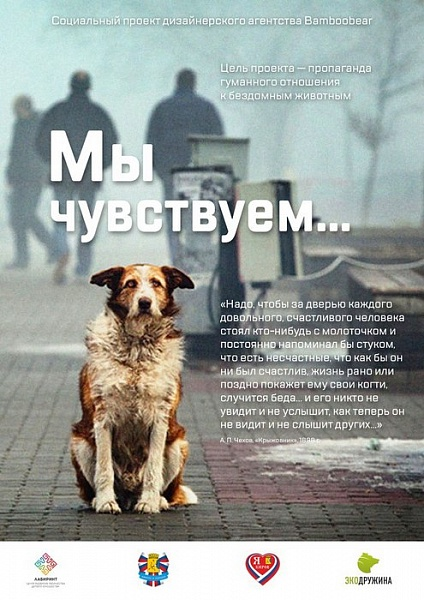 Социальный проект дизайнерского агентства Bamboobear
Цель проекта — пропаганда
гуманного отношения
к бездомным животным
Мы
чувствуем...
«Надо, чтобы за дверью каждого
довольного, счастливого человека
стоял кто-нибудь с молоточком и
постоянно напоминал бы стуком,
что есть несчастные, что как бы он
ни был счастлив, жизнь рано или
поздно покажет ему свои когти,
случится беда... и его никто не
увидит и не услышит, как теперь он
не видит и не слышит других...»
А. П. Чехов, «Крыжовник», 1898 г.
ЛАБИРИНТ
Я
ЭКОДРУЖИНА